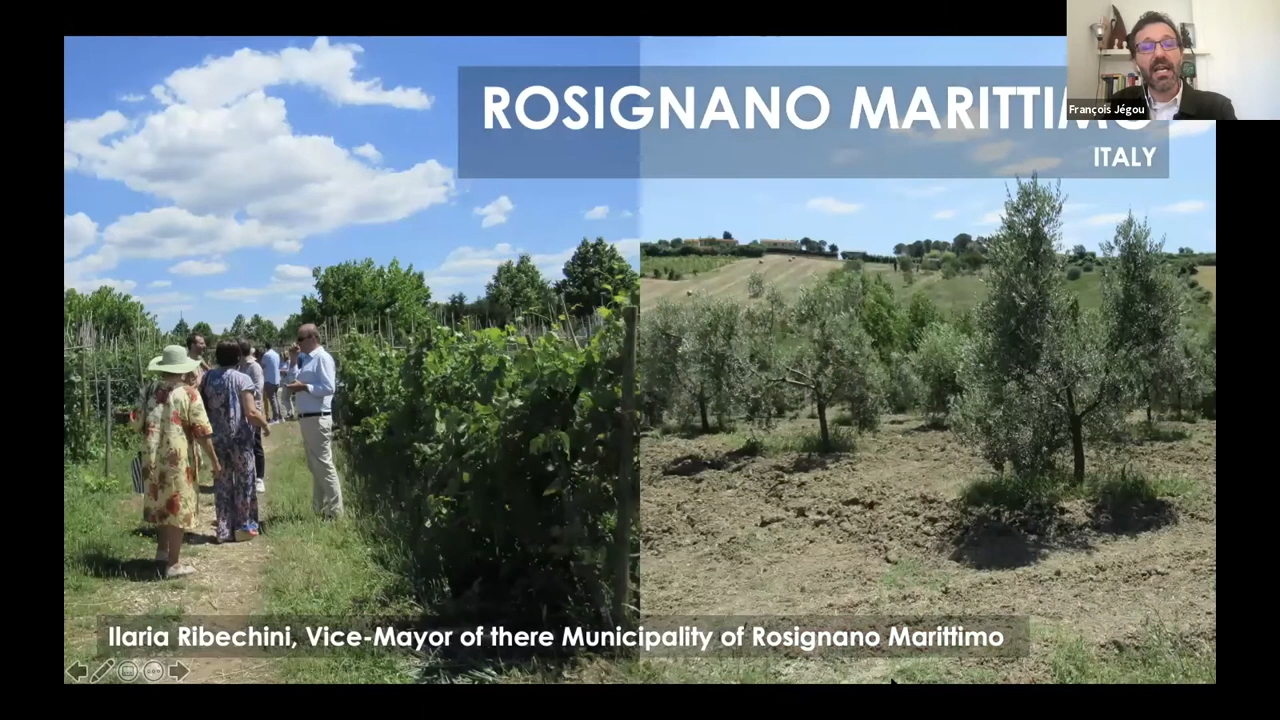 ROSIGNANO MARITTIMO
ITALY
François Jégou
Ilaria Ribechini, Vice-Mayor of there Municipality of Rosignano Marittimo